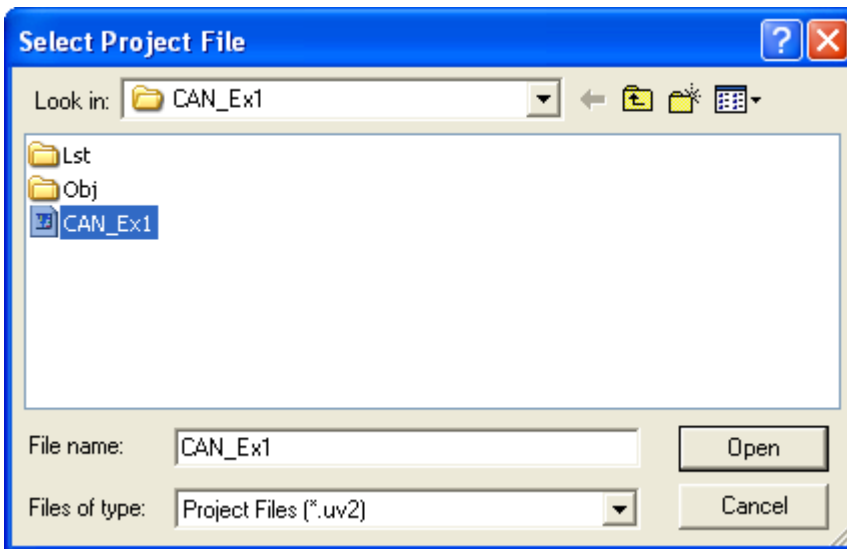 Select Project File
Look in: CAN_Ex1
Lst
Obj
CAN_Ex1
File name: CAN_Ex1 Open
Files of type: Project Files (*.uv2) Cancel